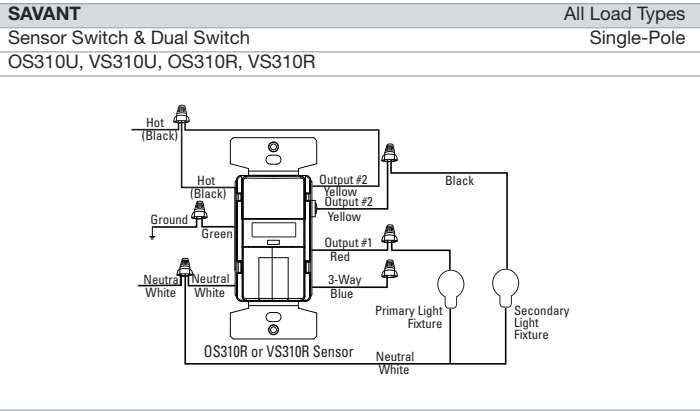 SAVANT All Load Types
Sensor Switch & Dual Switch Single-Pole
OS310U, VS310U, OS310R, VS310R
Hot
(Black)
Hot
(Black)
Output #2
Yellow
Output #2
Yellow
Black
Ground
Green
Output #1
Red
Neutral
White
Neutral
White
3-Way
Blue
Primary Light
Fixture
Secondary
Light
Fixture
OS310R or VS310R Sensor
Neutral
White